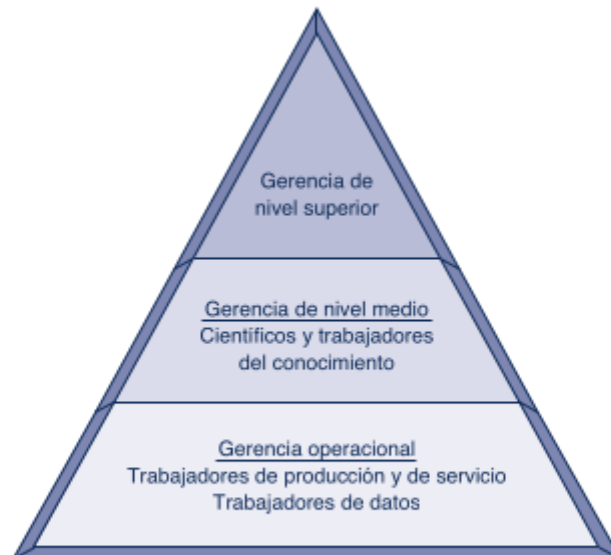 Gerencia de
nivel superior
Gerencia de nivel medio
Científicos y trabajadores
del conocimiento
Gerencia operacional
Trabajadores de producción y de servicio
Trabajadores de datos